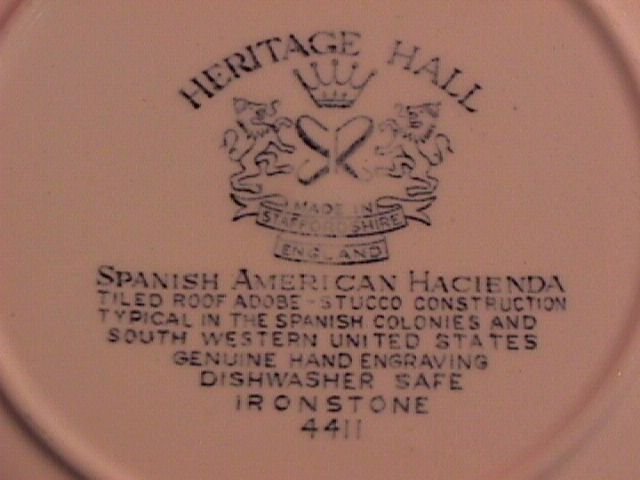 HERITAGE HALL
SR
MADE IN
STAFFORDSHIRE
ENGLAND
SPANISH AMERICAN HACIENDA
TILED ROOF ADOBE-STUCCO CONSTRUCTION
TYPICAL IN THE SPANISH COLONIES AND
SOUTH WESTERN UNITED STATES
GENUINE HAND ENGRAVING
DISHWASHER SAFE
IRONSTONE
4411